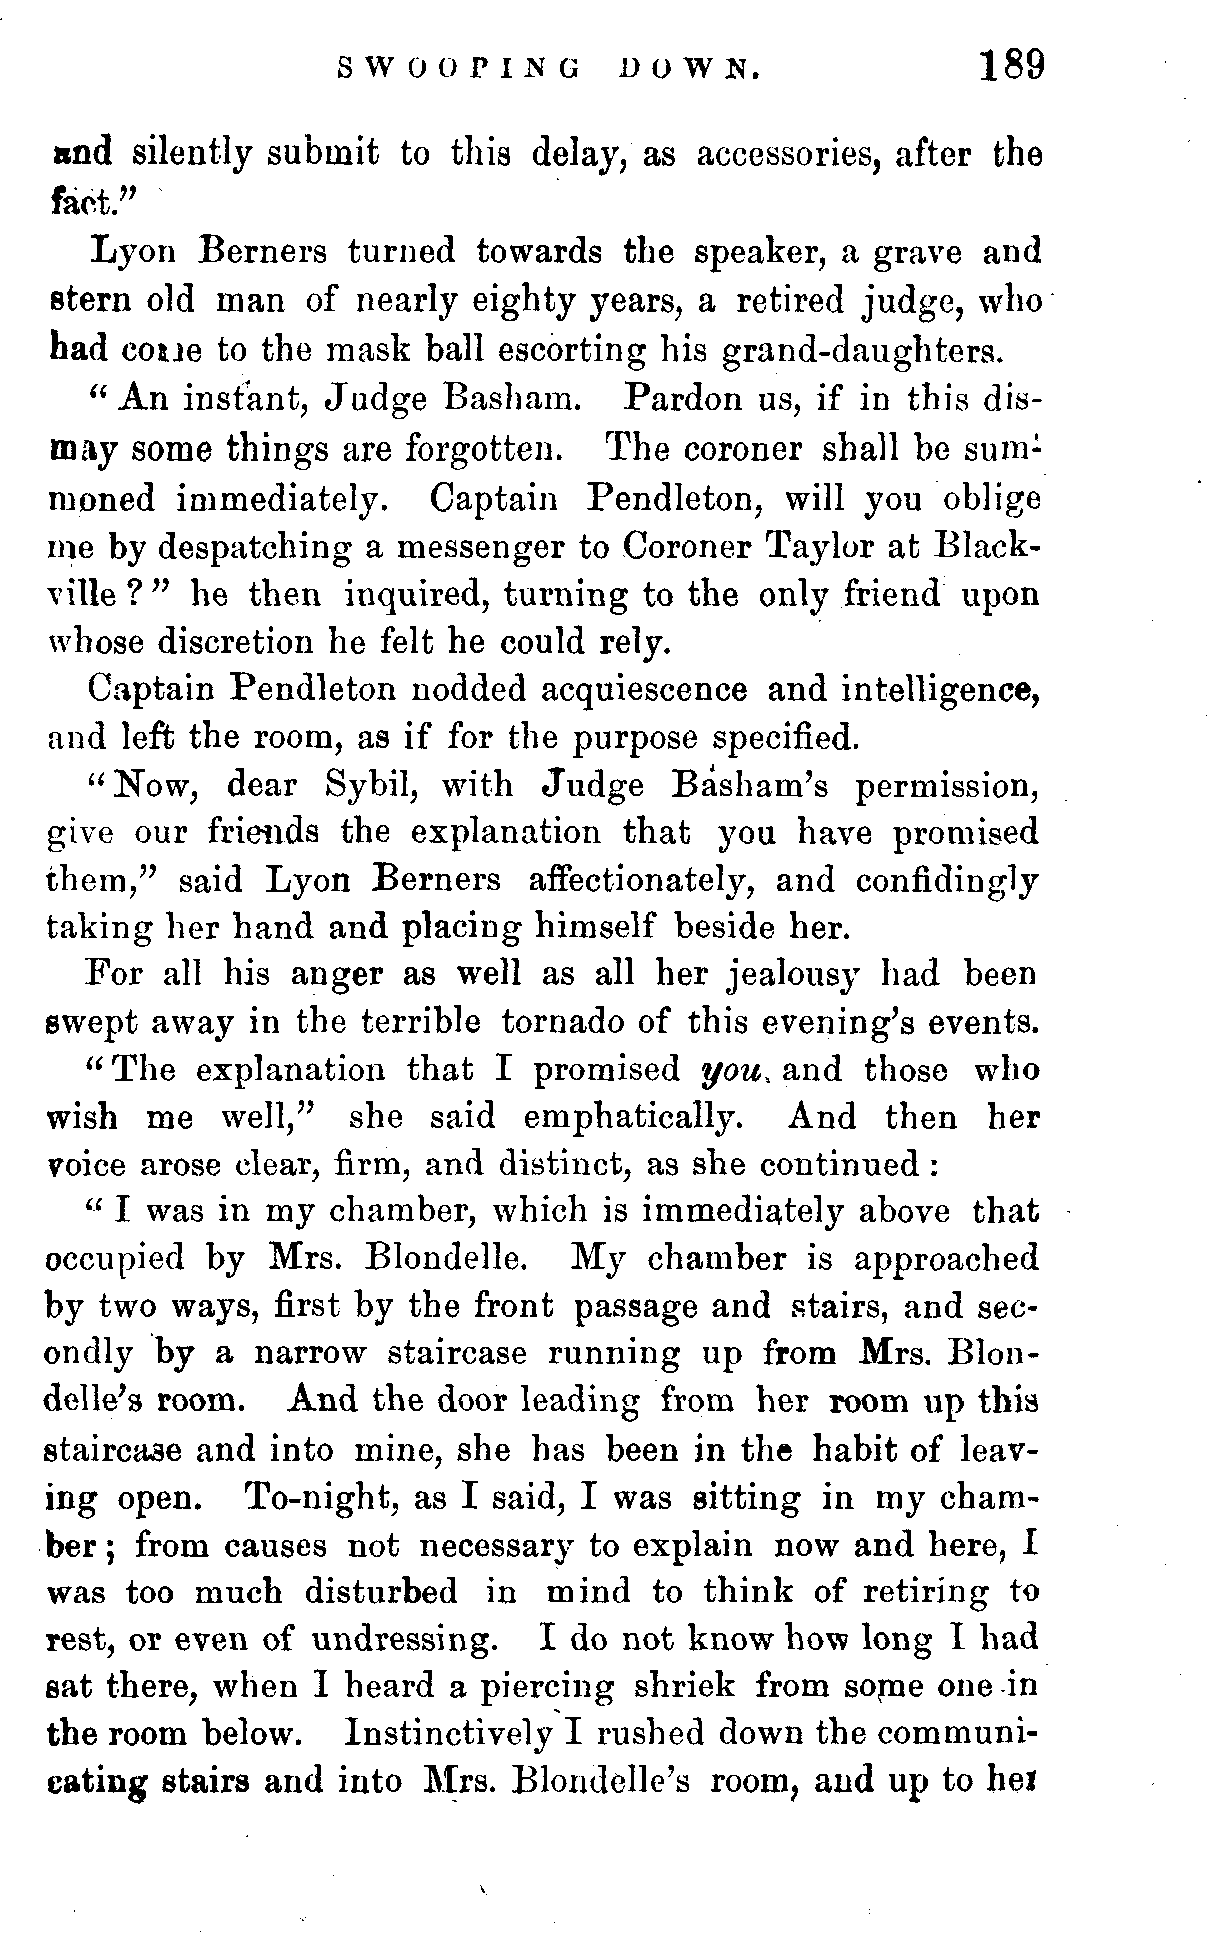 SWOOPING DOWN. 189
and silently submit to this delay, as accessories, after the
fact."
Lyon Berners turned towards the speaker, a grave and
stern old man of nearly eighty years, a retired judge, who
had come to the mask ball escorting his grand-daughters.
"An instant, Judge Basham. Pardon us, if in this dis-
may some things are forgotten. The coroner shall be sum-
moned immediately. Captain Pendleton, will you oblige
me by despatching a messenger to Coroner Taylor at Black-
ville?" he then inquired, turning to the only friend upon
whose discretion he felt he could rely.
Captain Pendleton nodded acquiescence and intelligence,
and left the room, as if for the purpose specified.
"Now, dear Sybil, with Judge Basham's permission,
give our friends the explanation that you have promised
them," said Lyon Berners affectionately, and confidingly
taking her hand and placing himself beside her.
For all his anger as well as all her jealousy had been
swept away in the terrible tornado of this evening's events.
"The explanation that I promised you, and those who
wish me well," she said emphatically. And then her
voice arose clear, firm, and distinct, as she continued:
"I was in my chamber, which is immediately above that
occupied by Mrs. Blondelle. My chamber is approached
by two ways, first by the front passage and stairs, and sec-
ondly by a narrow staircase running up from Mrs. Blon-
delle's room. And the door leading from her room up this
staircase and into mine, she has been in the habit of leav-
ing open. To-night, as I said, I was sitting in my cham-
ber; from causes not necessary to explain now and here, I
was too much disturbed in mind to think of retiring to
rest, or even of undressing. I do not know how long I had
sat there, when I heard a piercing shriek from some one in
the room below. Instinctively I rushed down the communi-
cating stairs and into Mrs. Blondelle's room, and up to her